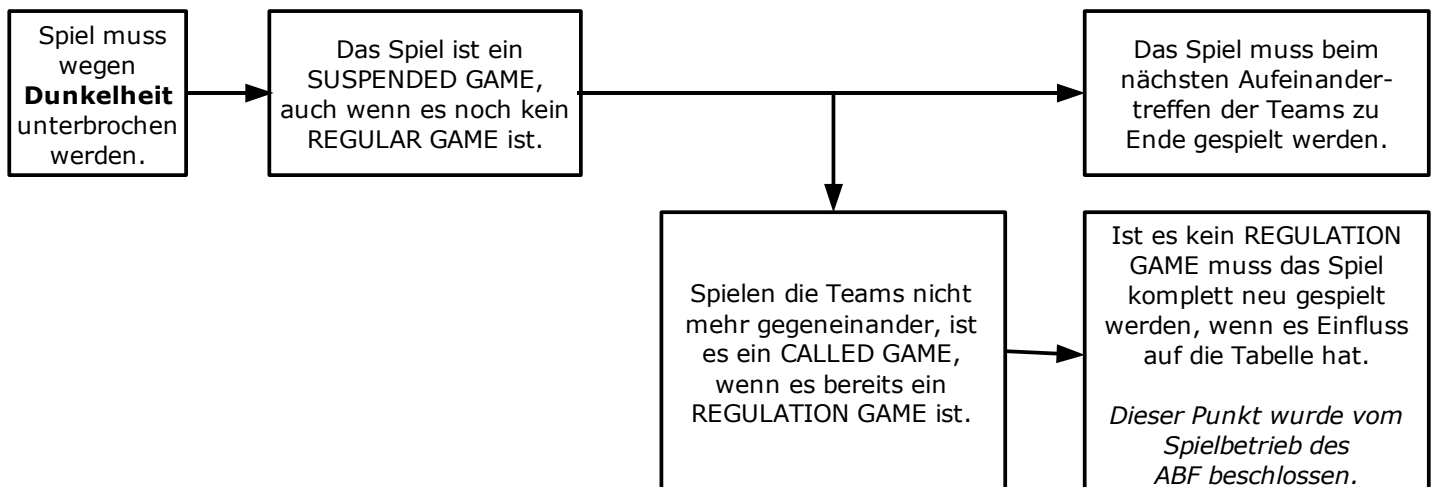 Spiel muss
wegen
Dunkelheit
unterbrochen
werden.
Das Spiel ist ein
SUSPENDED GAME,
auch wenn es noch kein
REGULAR GAME ist.
Das Spiel muss beim
nächsten Aufeinander-
treffen der Teams zu
Ende gespielt werden.
Spielen die Teams nicht
mehr gegeneinander, ist
es ein CALLED GAME,
wenn es bereits ein
REGULATION GAME ist.
Ist es kein REGULATION
GAME muss das Spiel
komplett neu gespielt
werden, wenn es Einfluss
auf die Tabelle hat.
Dieser Punkt wurde vom
Spielbetrieb des
ABF beschlossen.